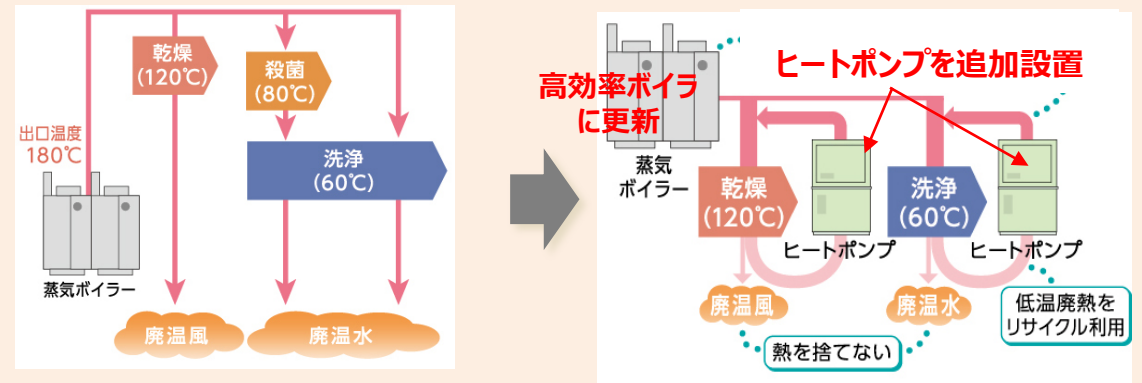 乾燥
(120℃)
殺菌
(80℃)
出口温度
180℃
洗浄
(60℃)
蒸気ボイラー
廃温風
廃温水
高効率ボイラ
に更新
ヒートポンプを追加設置
蒸気
ボイラー
乾燥
(120℃)
ヒートポンプ
洗浄
(60℃)
ヒートポンプ
廃温風
廃温水
低温廃熱を
リサイクル利用
熱を捨てない